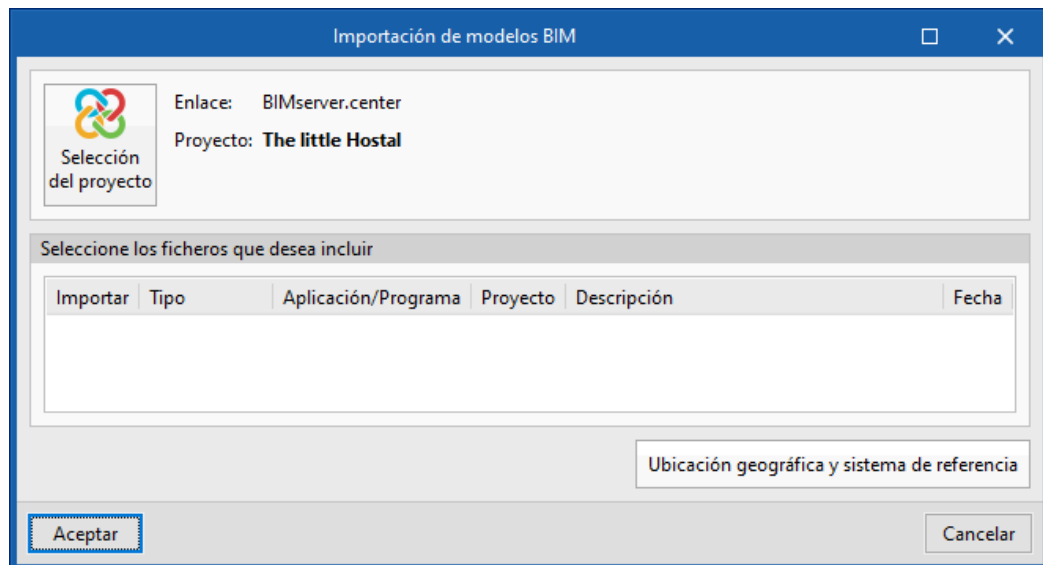 Importación de modelos BIM
Selección
del proyecto
Enlace: BIMserver.center
Proyecto: The little Hostal
Seleccione los ficheros que desea incluir
Importar Tipo Aplicación/Programa Proyecto Descripción Fecha
Ubicación geográfica y sistema de referencia
Aceptar Cancelar